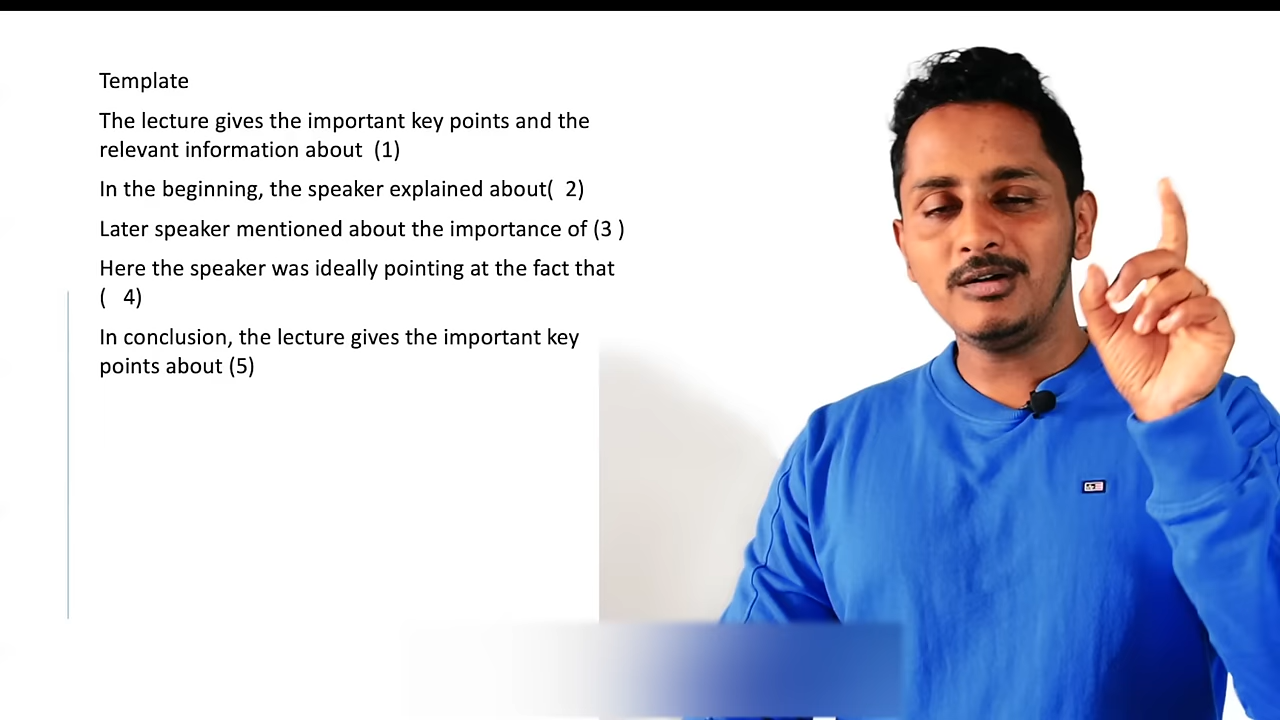 Template
The lecture gives the important key points and the
relevant information about  (1)
In the beginning, the speaker explained about(  2)
Later speaker mentioned about the importance of (3 )
Here the speaker was ideally pointing at the fact that
(   4)
In conclusion, the lecture gives the important key
points about (5)